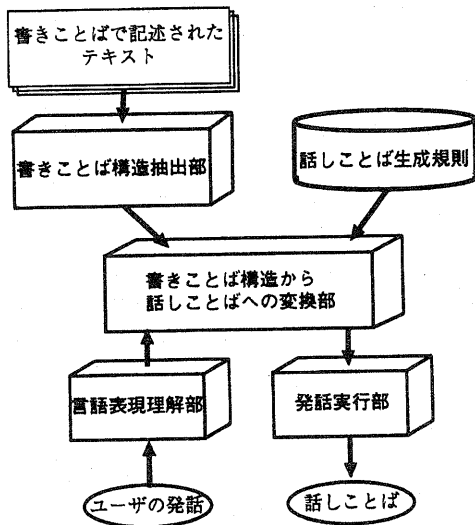 書きことばで記述された
テキスト
書きことば構造抽出部
話しことば生成規則
書きことば構造から
話しことばへの変換部
言語表現理解部
発話実行部
ユーザの発話
話しことば